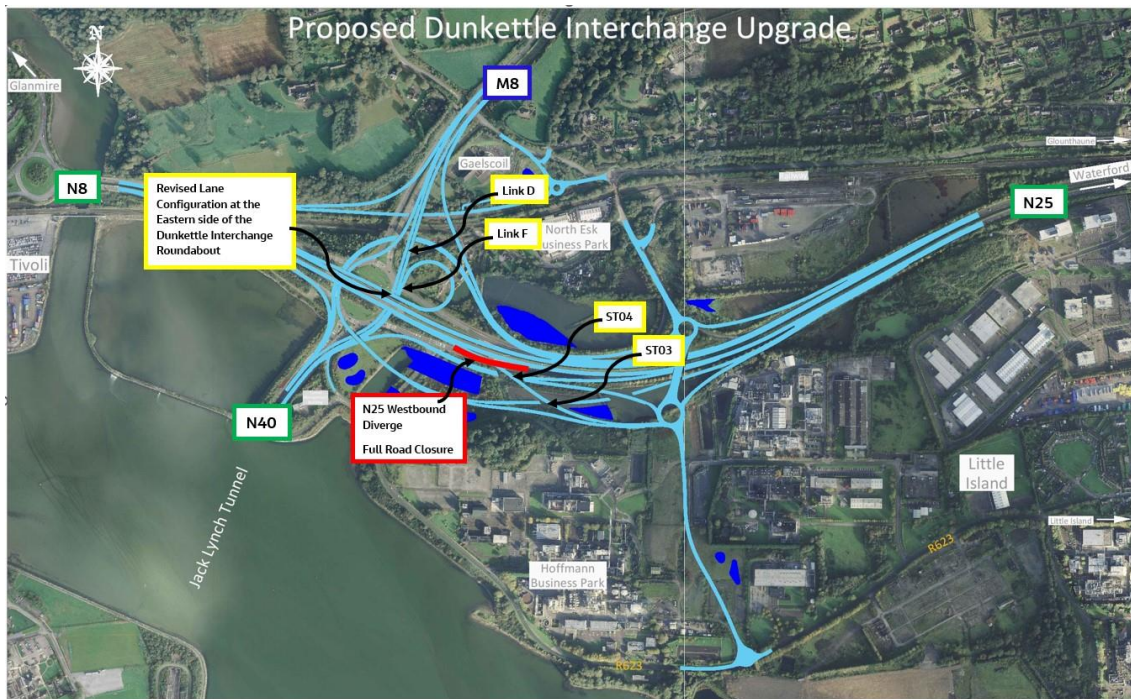 Proposed Dunkettle Interchange Upgrade
N
Glanmire
M8
Gaelscoil
Glounthaune
Waterford
N8
Revised Lane
Configuration at the
Eastern side of the
Dunkettle Interchange
Roundabout
Link D
N25
North Esk
Business Park
Link F
Tivoli
ST04
ST03
N25 Westbound
Diverge
Full Road Closure
N40
Jack Lynch Tunnel
Little
Island
Little Island
R623
Hoffmann
Business Park
R623